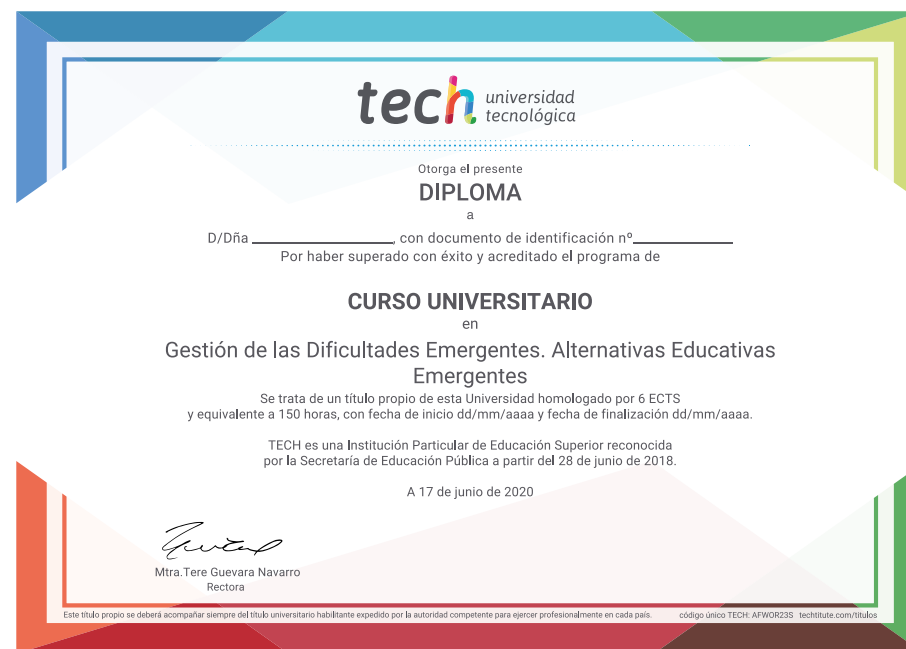 tech universidad
tecnológica
Otorga el presente
DIPLOMA
a
D/Dña ____________________, con documento de identificación nº______________
Por haber superado con éxito y acreditado el programa de
CURSO UNIVERSITARIO
en
Gestión de las Dificultades Emergentes. Alternativas Educativas
Emergentes
Se trata de un título propio de esta Universidad homologado por 6 ECTS
y equivalente a 150 horas, con fecha de inicio dd/mm/aaaa y fecha de finalización dd/mm/aaaa.
TECH es una Institución Particular de Educación Superior reconocida
por la Secretaría de Educación Pública a partir del 28 de junio de 2018.
A 17 de junio de 2020
Mtra.Tere Guevara Navarro
Rectora
Este título propio se deberá acompañar siempre del título universitario habilitante expedido por la autoridad competente para ejercer profesionalmente en cada país. código único TECH: AFWOR23S techtitute.com/titulos